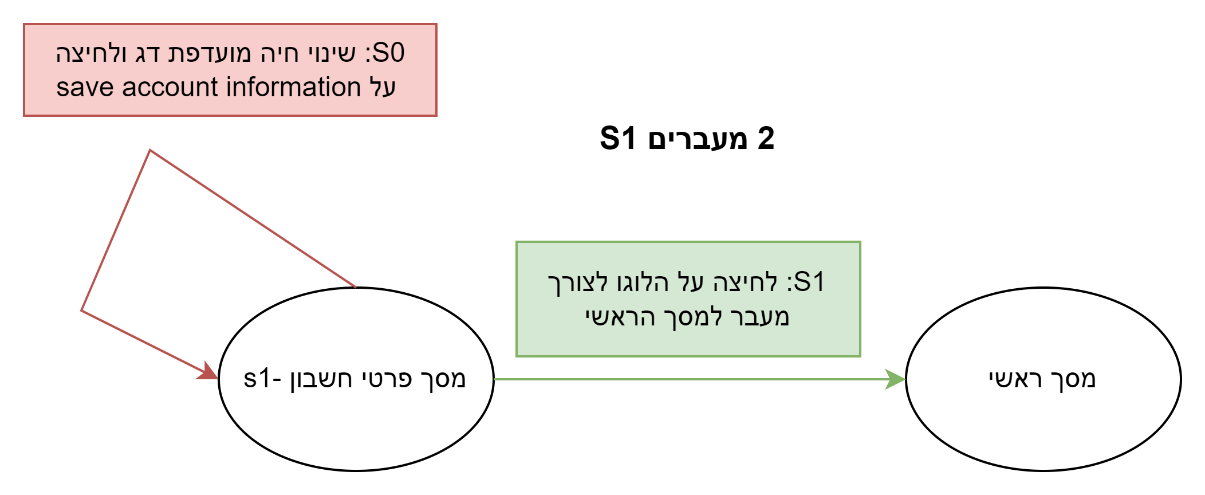 S0: שינוי חיה מועדפת דג ולחיצה
על save account information
2 מעברים S1
S1: לחיצה על הלוגו לצורך
מעבר למסך הראשי
מסך פרטי חשבון -s1
מסך ראשי